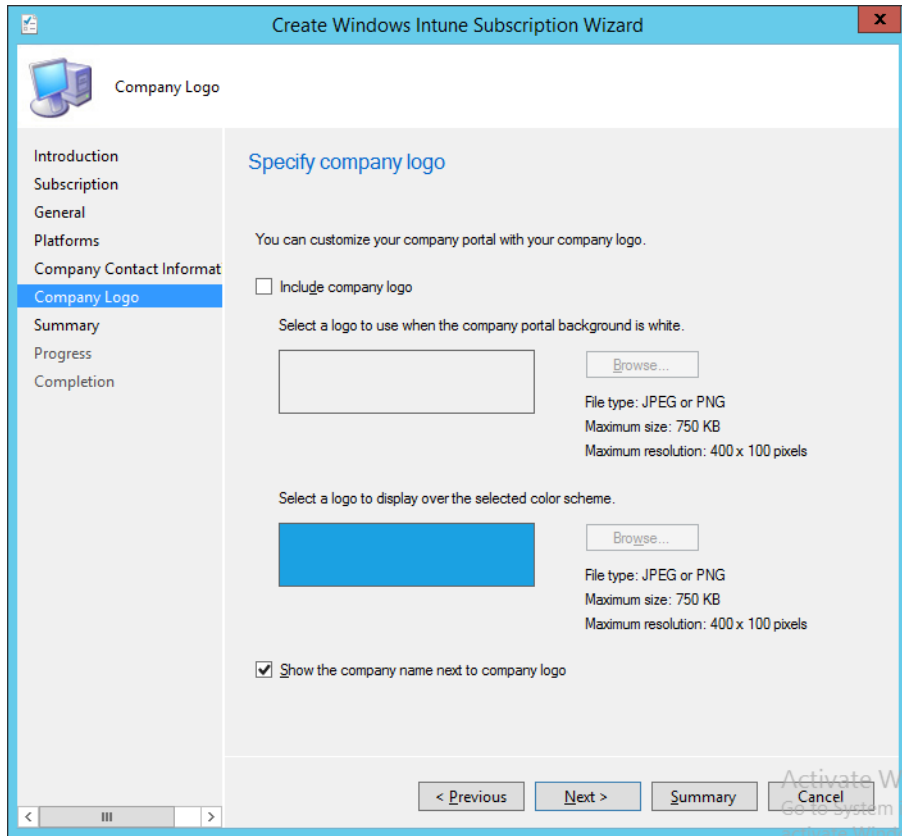 Create Windows Intune Subscription Wizard
x
Company Logo
Introduction
Subscription
General
Platforms
Company Contact Informat
Company Logo
Summary
Progress
Completion
Specify company logo
You can customize your company portal with your company logo.
Include company logo
Select a logo to use when the company portal background is white.
Browse...
File type: JPEG or PNG
Maximum size: 750 KB
Maximum resolution: 400 x 100 pixels
Select a logo to display over the selected color scheme.
Browse...
File type: JPEG or PNG
Maximum size: 750 KB
Maximum resolution: 400 x 100 pixels
Show the company name next to company logo
< Previous Next > Summary Cancel
Activate W
Go to System